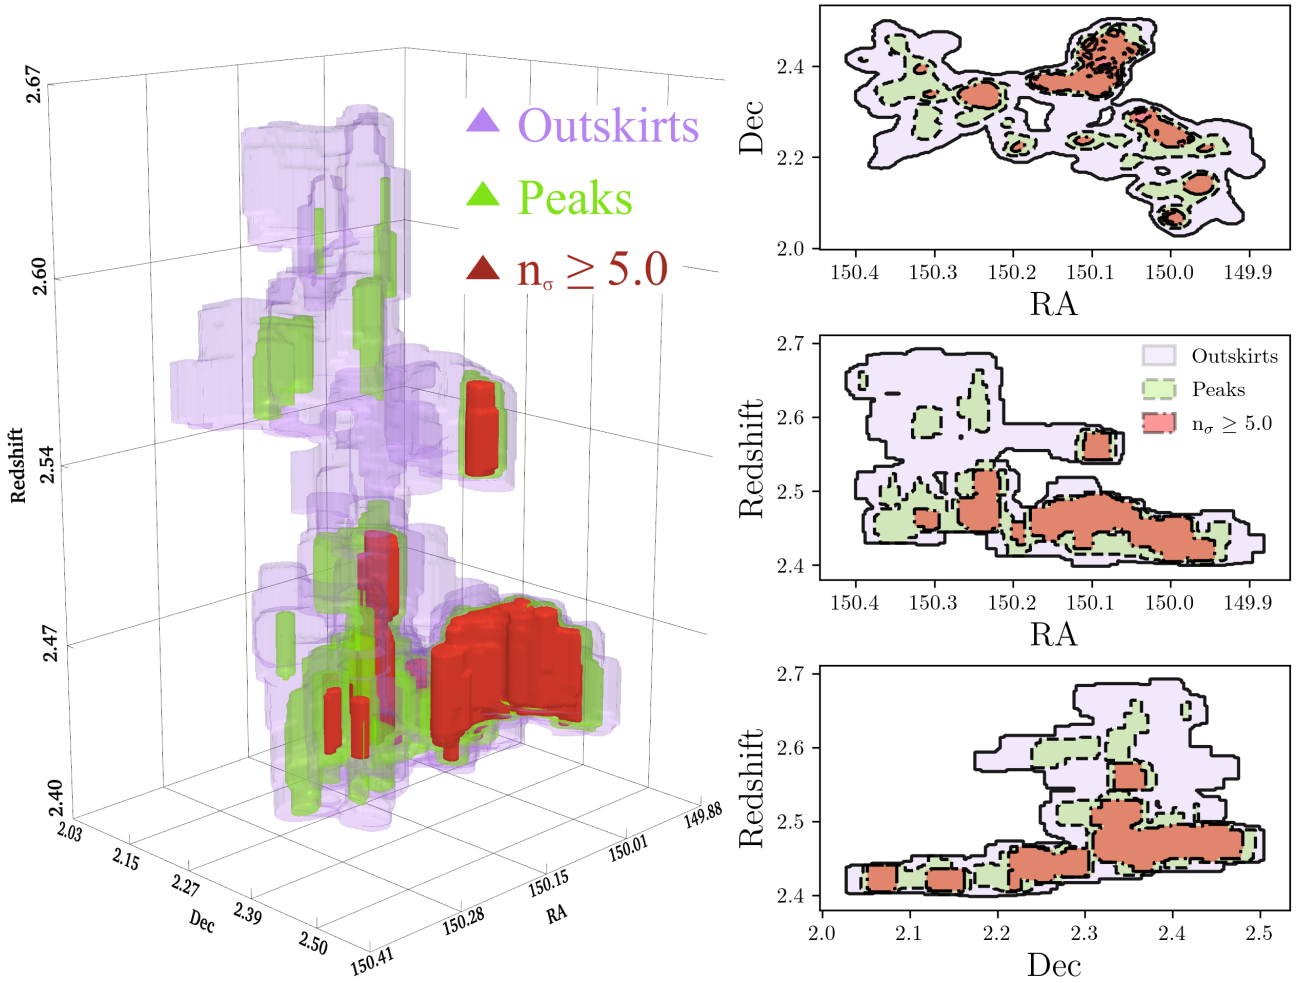 2.67
2.60
2.54
2.47
2.40
Redshift
2.03
2.15
2.27
2.39
2.50
Dec
150.41
150.28
150.15
150.01
149.88
RA
Outskirts
Peaks
nσ ≥ 5.0
2.4
2.2
2.0
Dec
150.4 150.3 150.2 150.1 150.0 149.9
RA
2.7
2.6
2.5
2.4
Redshift
Outskirts
Peaks
nσ ≥ 5.0
150.4 150.3 150.2 150.1 150.0 149.9
RA
2.7
2.6
2.5
2.4
Redshift
2.0 2.1 2.2 2.3 2.4 2.5
Dec